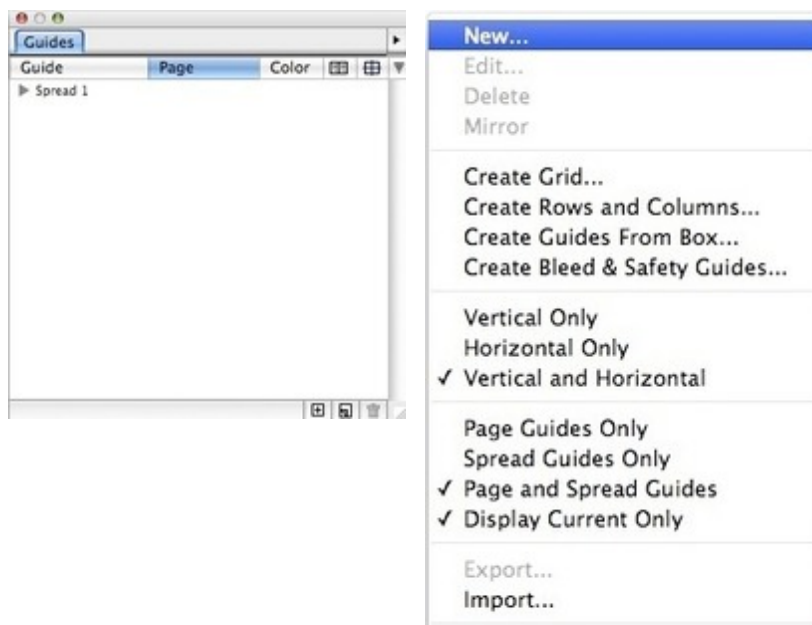 Guides
Guide Page Color
Spread 1
New...
Edit...
Delete
Mirror
Create Grid...
Create Rows and Columns...
Create Guides From Box...
Create Bleed & Safety Guides...
Vertical Only
Horizontal Only
✓ Vertical and Horizontal
Page Guides Only
Spread Guides Only
✓ Page and Spread Guides
✓ Display Current Only
Export...
Import...